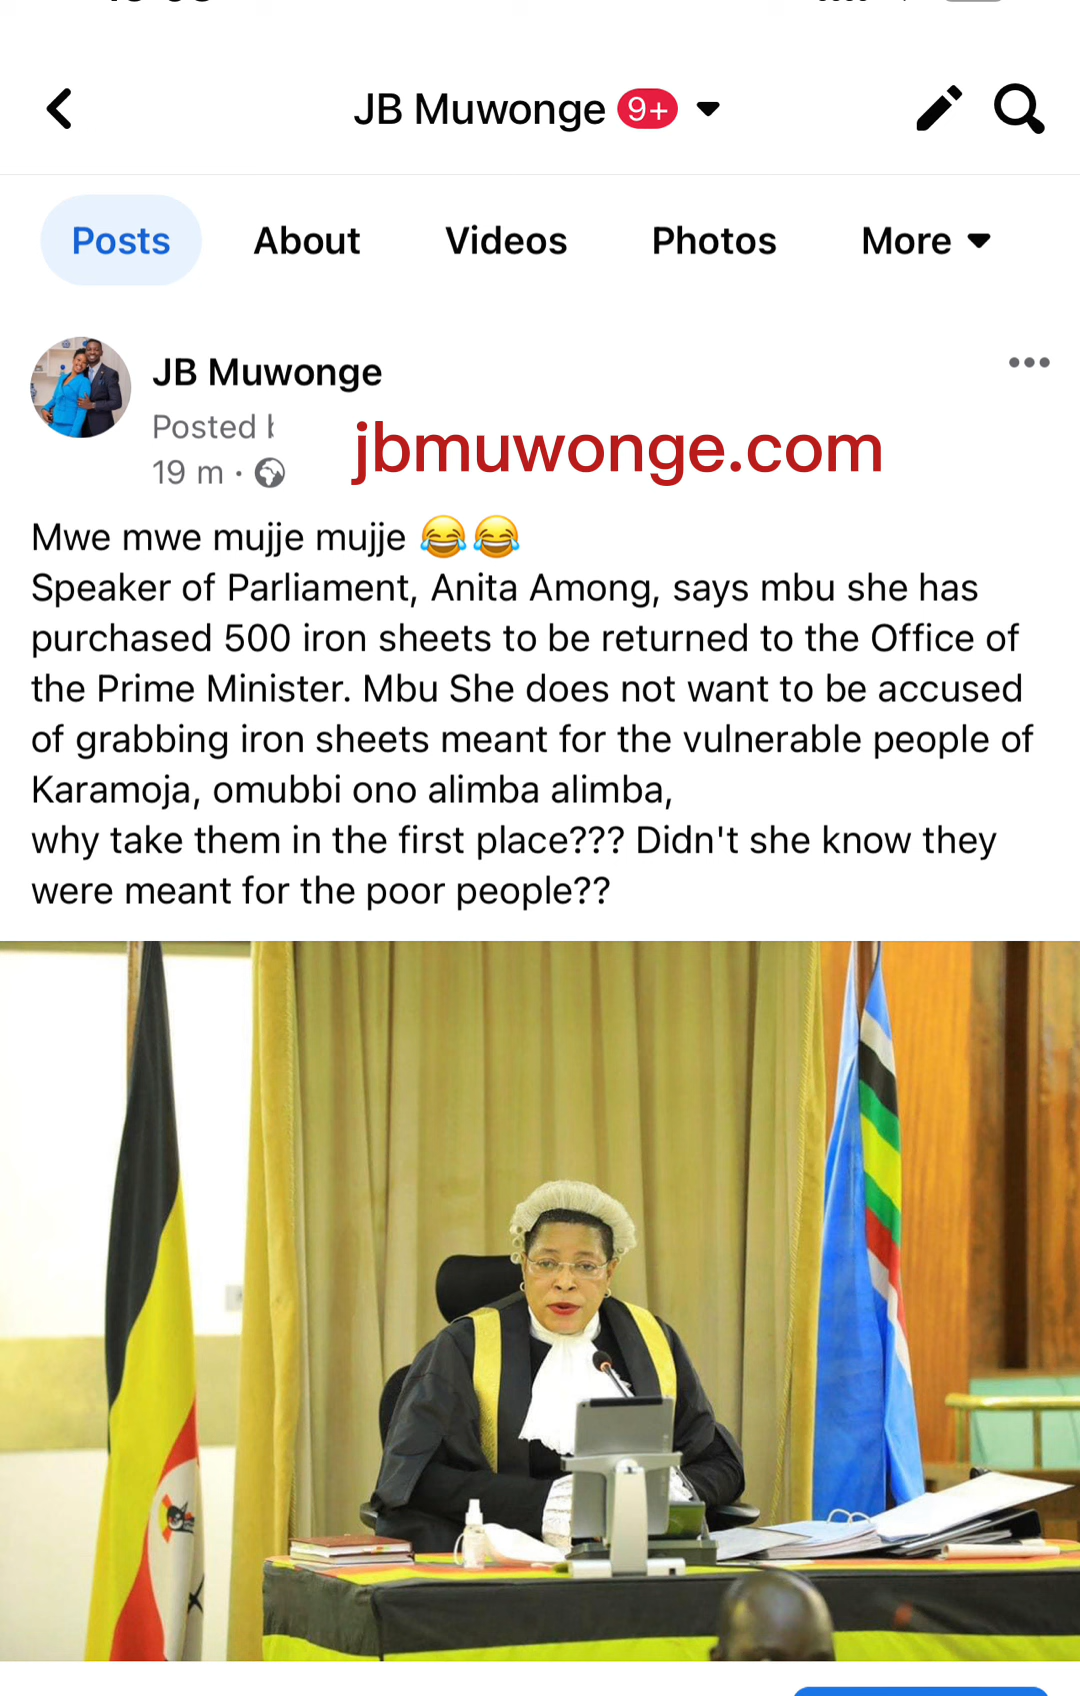 JB Muwonge 9+
Posts About Videos Photos More
JB Muwonge
Posted
jbmuwonge.com
19 m ·
Mwe mwe mujje mujje 😂😂
Speaker of Parliament, Anita Among, says mbu she has
purchased 500 iron sheets to be returned to the Office of
the Prime Minister. Mbu She does not want to be accused
of grabbing iron sheets meant for the vulnerable people of
Karamoja, omubbi ono alimba alimba,
why take them in the first place??? Didn't she know they
were meant for the poor people??